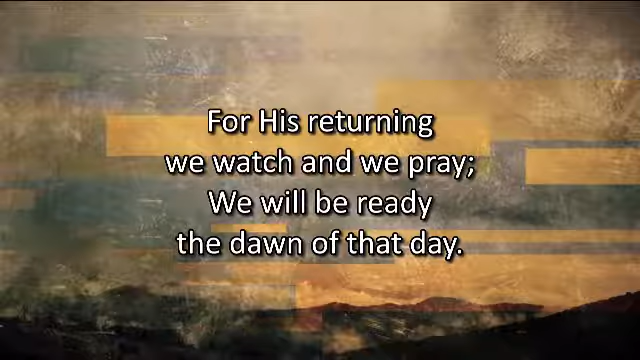 For His returning
we watch and we pray;
We will be ready
the dawn of that day.